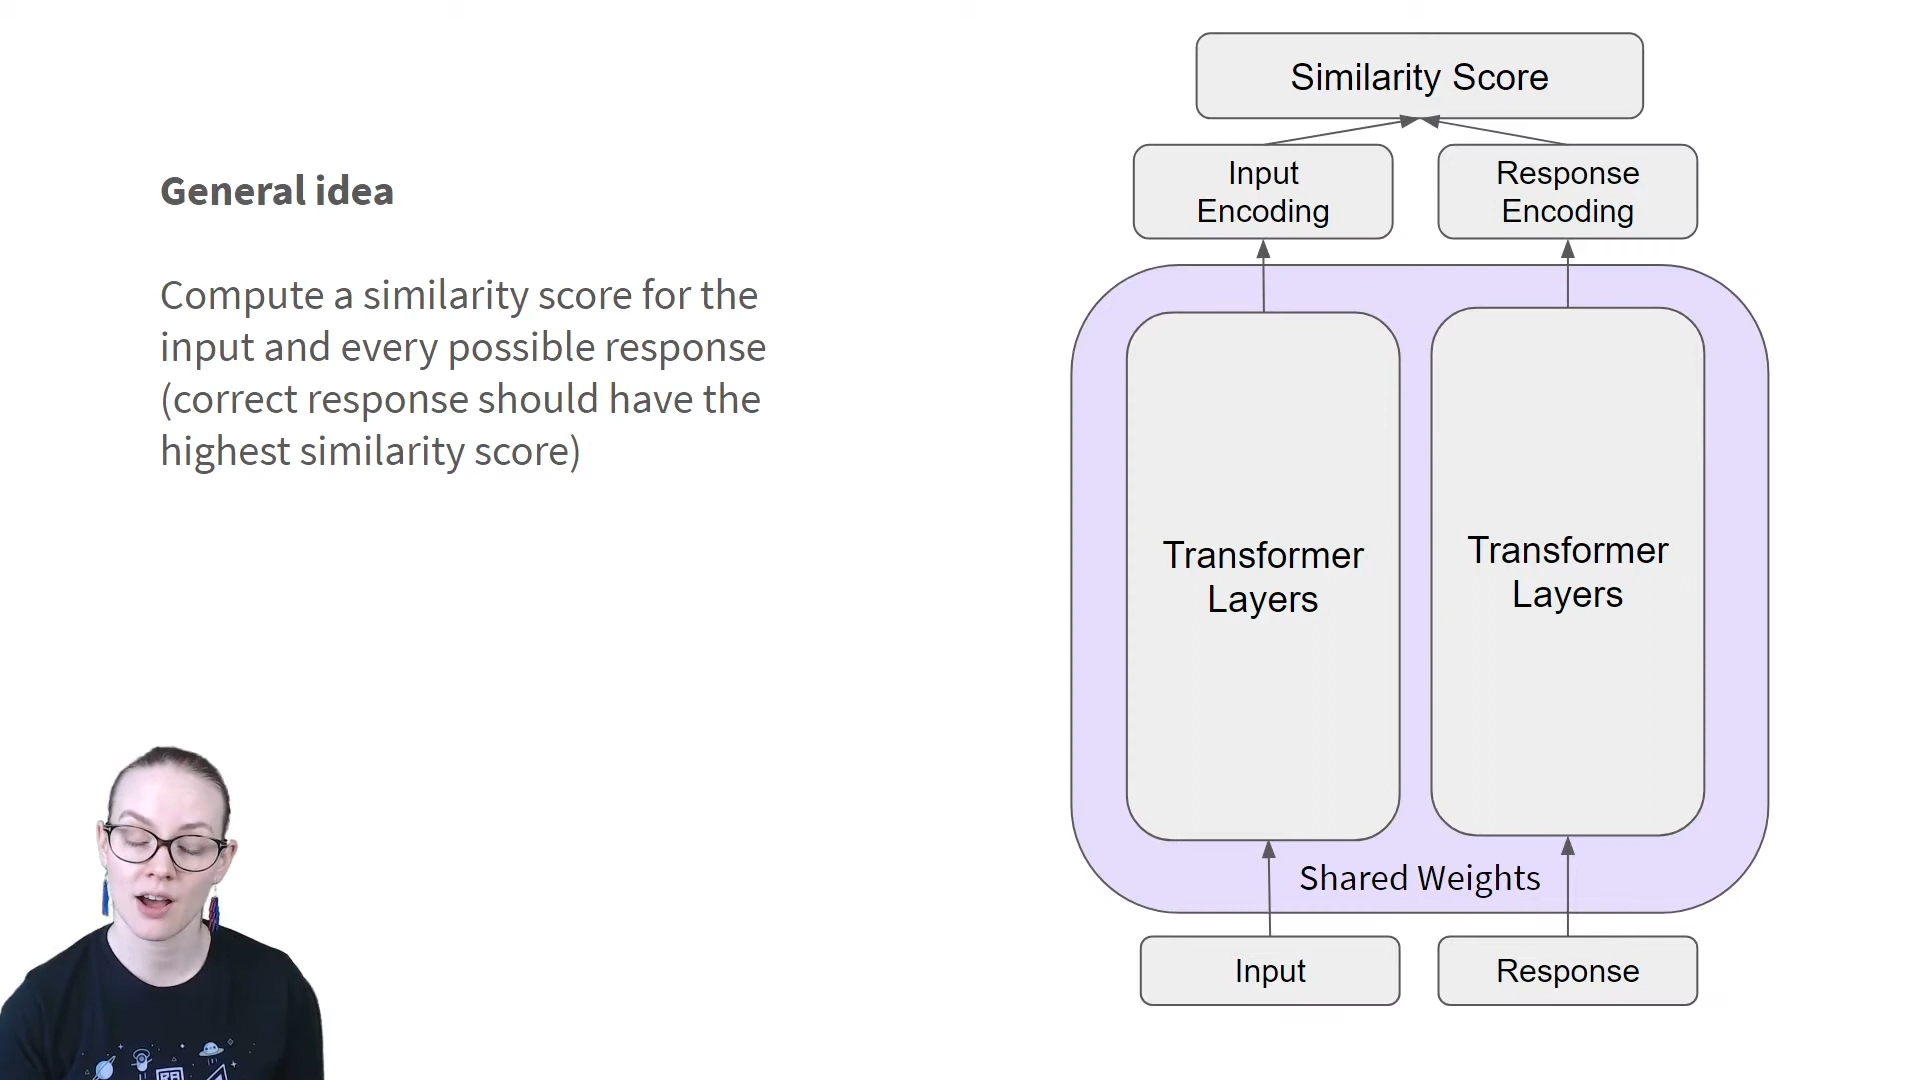 General idea
Compute a similarity score for the
input and every possible response
(correct response should have the
highest similarity score)
Similarity Score
Input
Encoding
Response
Encoding
Transformer
Layers
Transformer
Layers
Shared Weights
Input
Response